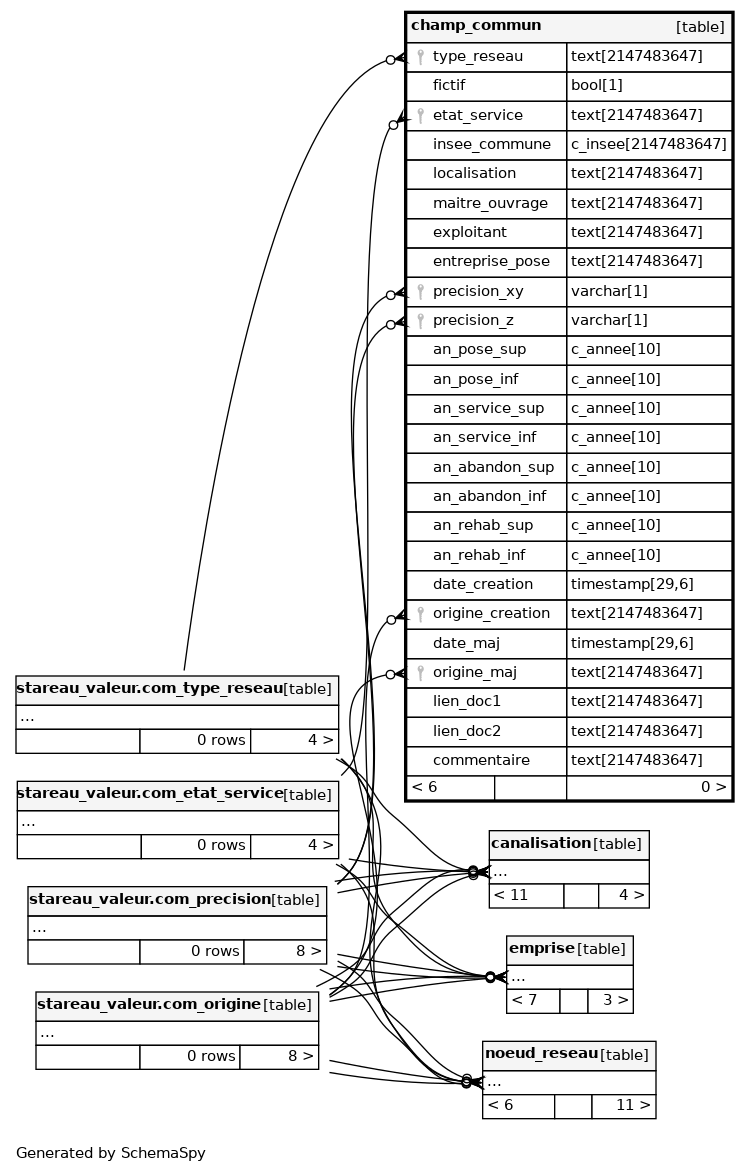 champ_commun [table]
type_reseau text[2147483647]
fictif bool[1]
etat_service text[2147483647]
insee_commune c_insee[2147483647]
localisation text[2147483647]
maitre_ouvrage text[2147483647]
exploitant text[2147483647]
entreprise_pose text[2147483647]
precision_xy varchar[1]
precision_z varchar[1]
an_pose_sup c_annee[10]
an_pose_inf c_annee[10]
an_service_sup c_annee[10]
an_service_inf c_annee[10]
an_abandon_sup c_annee[10]
an_abandon_inf c_annee[10]
an_rehab_sup c_annee[10]
an_rehab_inf c_annee[10]
date_creation timestamp[29,6]
origine_creation text[2147483647]
date_maj timestamp[29,6]
origine_maj text[2147483647]
lien_doc1 text[2147483647]
lien_doc2 text[2147483647]
commentaire text[2147483647]
< 6 0 >
stareau_valeur.com_type_reseau [table]
...
0 rows 4 >
stareau_valeur.com_etat_service [table]
...
0 rows 4 >
stareau_valeur.com_precision [table]
...
0 rows 8 >
stareau_valeur.com_origine [table]
...
0 rows 8 >
canalisation [table]
...
< 11 4 >
emprise [table]
...
< 7 3 >
noeud_reseau [table]
...
< 6 11 >
Generated by SchemaSpy